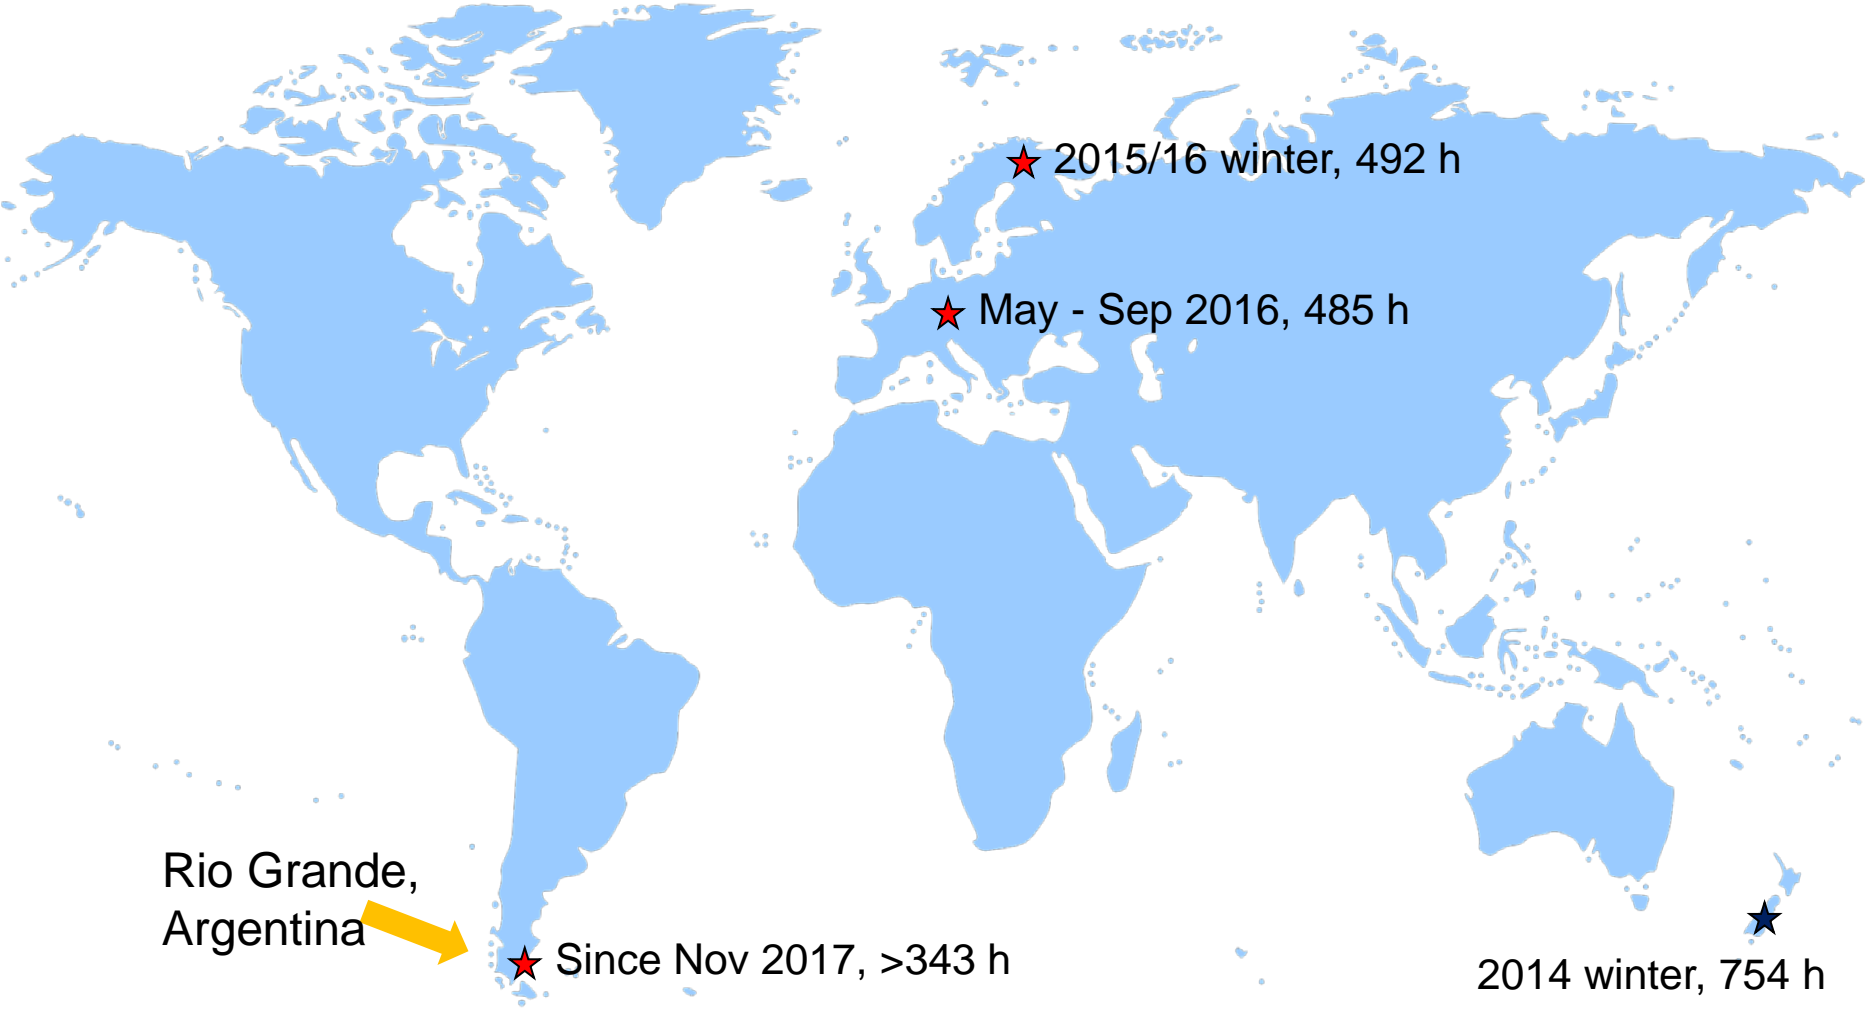 2015/16 winter, 492 h
May - Sep 2016, 485 h
Rio Grande,
Argentina
Since Nov 2017, >343 h
2014 winter, 754 h